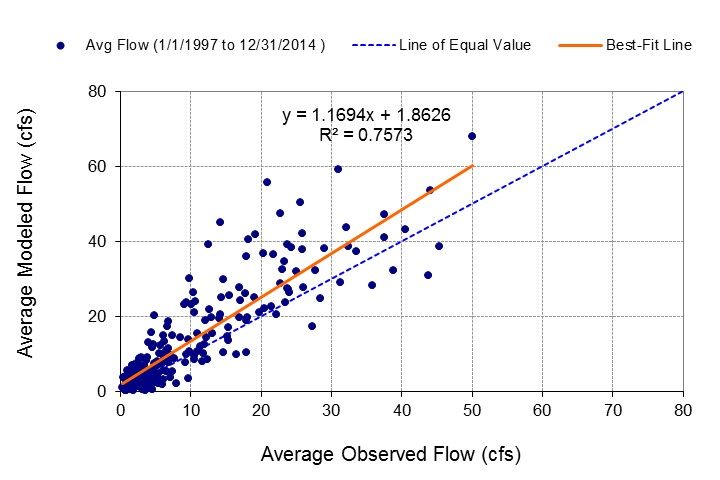 Avg Flow (1/1/1997 to 12/31/2014 ) Line of Equal Value Best-Fit Line
80
y = 1.1694x + 1.8626
R² = 0.7573
60
40
20
0
Average Modeled Flow (cfs)
0 10 20 30 40 50 60 70 80
Average Observed Flow (cfs)